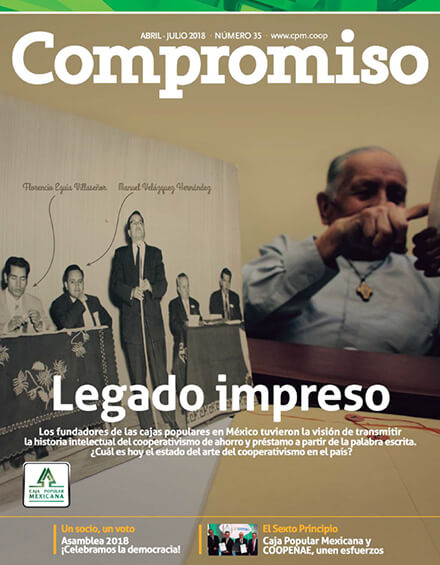 ABRIL - JULIO 2018 · NÚMERO 35 · www.cpm.coop
Compromiso
Florencio Eguía Villaseñor
Manuel Velázquez Hernández
Legado impreso
Los fundadores de las cajas populares en México tuvieron la visión de transmitir
la historia intelectual del cooperativismo de ahorro y préstamo a partir de la palabra escrita.
¿Cuál es hoy el estado del arte del cooperativismo en el país?
CAJA POPULAR
MEXICANA
Un socio, un voto
Asamblea 2018
¡Celebramos la democracia!
El Sexto Principio
Caja Popular Mexicana y
COOPENAE, unen esfuerzos